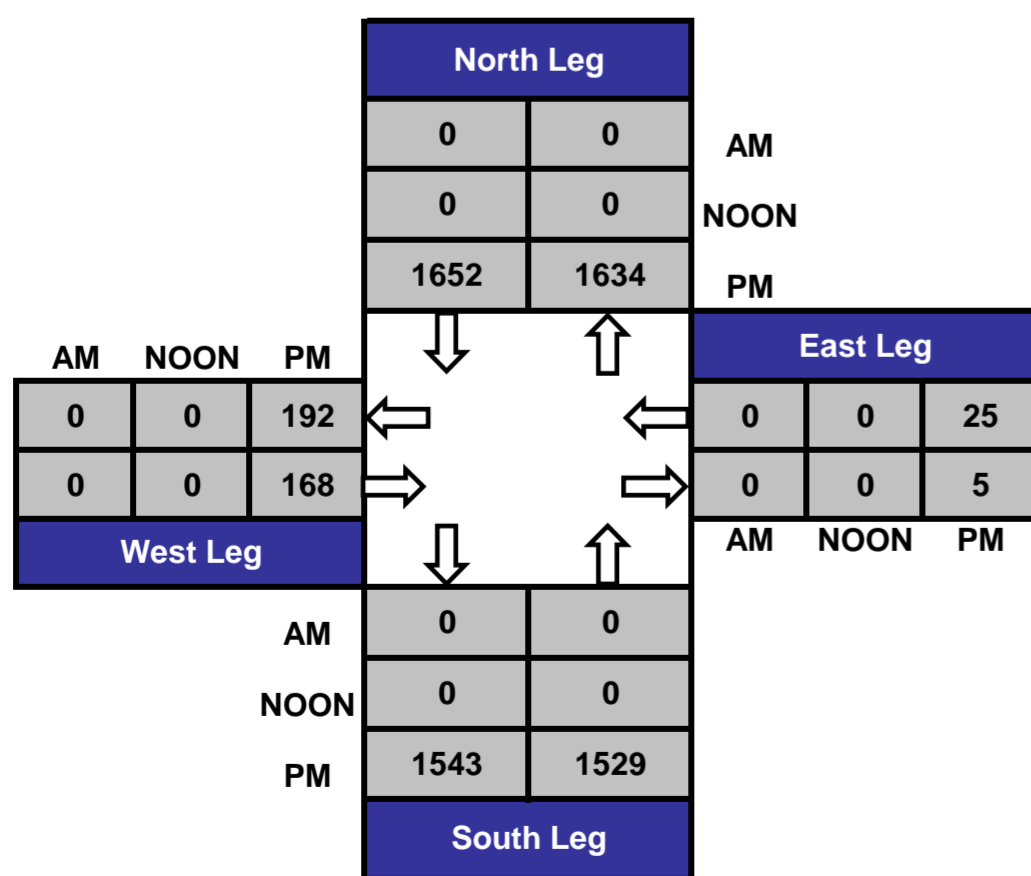 North Leg
0 0 AM
0 0 NOON
1652 1634 PM
AM NOON PM
East Leg
0 0 192
0 0 25
0 0 168
0 0 5
West Leg
AM NOON PM
AM 0 0
NOON 0 0
PM 1543 1529
South Leg